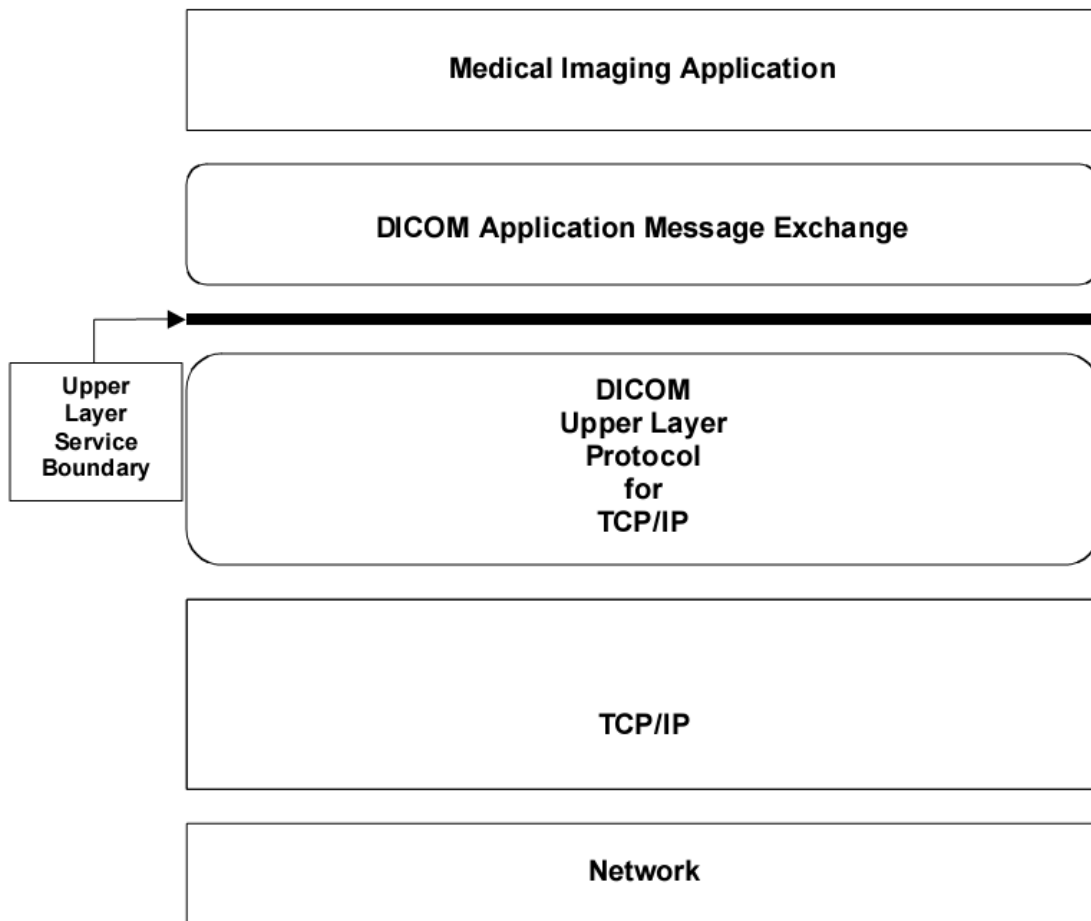 Medical Imaging Application
DICOM Application Message Exchange
Upper
Layer
Service
Boundary
DICOM
Upper Layer
Protocol
for
TCP/IP
TCP/IP
Network